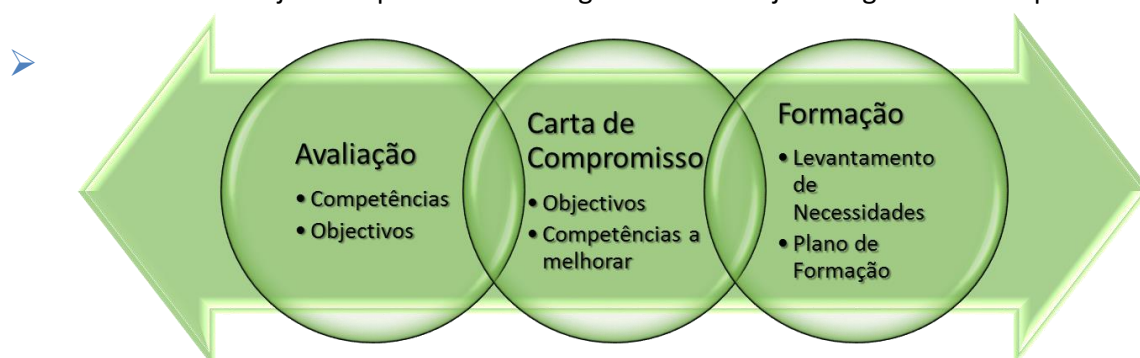 Avaliação
• Competências
• Objectivos
Carta de
Compromisso
• Objectivos
• Competências a
melhorar
Formação
• Levantamento
de
Necessidades
• Plano de
Formação